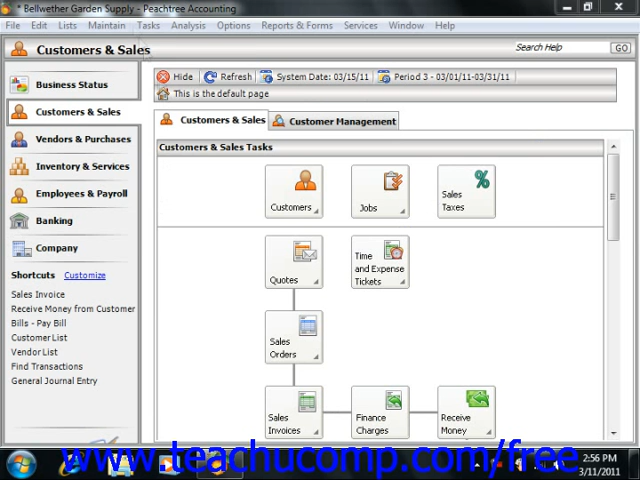 * Bellwether Garden Supply - Peachtree Accounting
File Edit Lists Maintain Tasks Analysis Options Reports & Forms Services Window Help
Customers & Sales
Search Help
GO
Business Status
Customers & Sales
Vendors & Purchases
Inventory & Services
Employees & Payroll
Banking
Company
Shortcuts Customize
Sales Invoice
Receive Money from Customer
Bills - Pay Bill
Customer List
Vendor List
Find Transactions
General Journal Entry
Hide Refresh System Date: 03/15/11 Period 3 - 03/01/11-03/31/11
This is the default page
Customers & Sales Customer Management
Customers & Sales Tasks
Customers
Jobs
Sales
Taxes
Quotes
Time
and Expense
Tickets
Sales
Orders
Sales
Invoices
Finance
Charges
Receive
Money
www.teachucomp.com/free
2:56 PM
3/11/2011